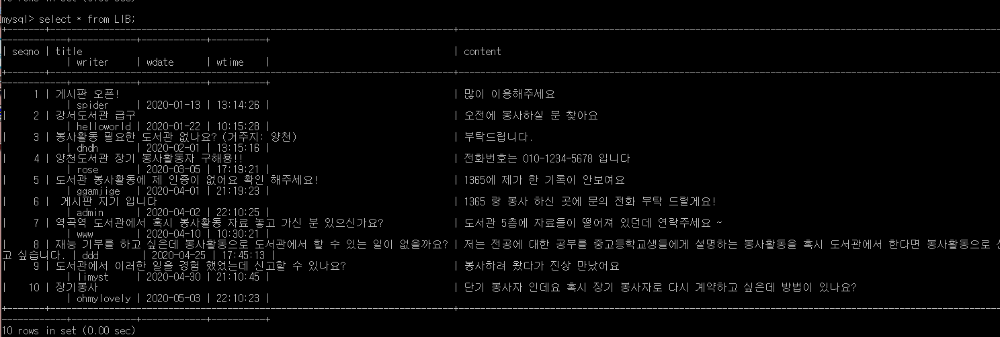 mysql> select * from LIB;
| seqno | title | content
| writer | wdate | wtime |
| 1 | 게시판 오픈! | 많이 이용해주세요
| spider | 2020-01-13 | 13:14:26 |
| 2 | 강서도서관 급구 | 오전에 봉사하실 분 찾아요
| helloworld | 2020-01-22 | 10:15:28 |
| 3 | 봉사활동 필요한 도서관 없나요? (거주지: 양천) | 부탁드립니다.
| dhdh | 2020-02-01 | 13:15:16 |
| 4 | 양천도서관 장기 봉사활동자 구해용!! | 전화번호는 010-1234-5678 입니다
| rose | 2020-03-05 | 17:19:21 |
| 5 | 도서관 봉사활동에 제 인증이 없어요 확인 해주세요! | 1365에 제가 한 기록이 안보여요
| ggamjige | 2020-04-01 | 21:19:23 |
| 6 | 게시판 지기 입니다 | 1365 랑 봉사 하신 곳에 문의 전화 부탁 드릴게요!
| admin | 2020-04-02 | 22:10:25 |
| 7 | 역곡역 도서관에서 혹시 봉사활동 자료 놓고 가신 분 있으신가요? | 도서관 5층에 자료들이 떨어져 있던데 연락주세요 ~
| www | 2020-04-10 | 10:30:21 |
| 8 | 재능 기부를 하고 싶은데 봉사활동으로 도서관에서 할 수 있는 일이 없을까요? | 저는 전공에 대한 공부를 중고등학교생들에게 설명하는 봉사활동을 혹시 도서관에서 한다면 봉사활동으로
고 싶습니다. | ddd | 2020-04-25 | 17:45:13 |
| 9 | 도서관에서 이러한 일을 경험 했었는데 신고할 수 있나요? | 봉사하려 왔다가 진상 만났어요
| limyst | 2020-04-30 | 21:10:45 |
| 10 | 장기봉사 | 단기 봉사자 인데요 혹시 장기 봉사자로 다시 계약하고 싶은데 방법이 있나요?
| ohmylovely | 2020-05-03 | 22:10:23 |
10 rows in set (0.00 sec)